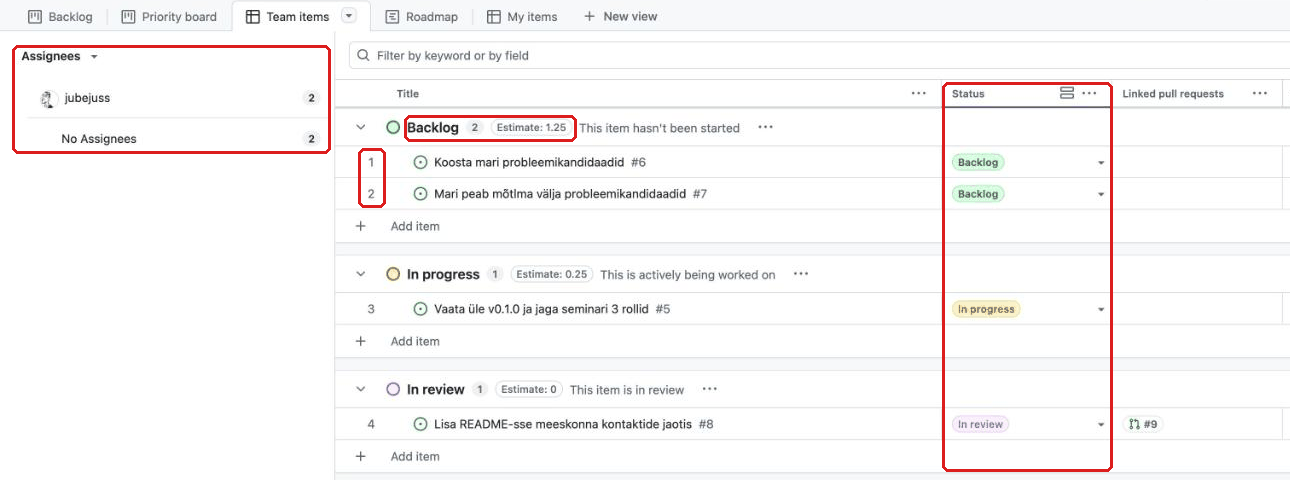 Backlog Priority board Team items Roadmap My items New view
Assignees
jubejuss 2
No Assignees 2
Filter by keyword or by field
Title Status Linked pull requests
Backlog 2 Estimate: 1.25 This item hasn't been started
1 Koosta mari probleemikandidaadid #6 Backlog
2 Mari peab mõtlma välja probleemikandidaadid #7 Backlog
Add item
In progress 1 Estimate: 0.25 This is actively being worked on
3 Vaata üle v0.1.0 ja jaga seminari 3 rollid #5 In progress
Add item
In review 1 Estimate: 0 This item is in review
4 Lisa README-sse meeskonna kontaktide jaotis #8 In review #9
Add item